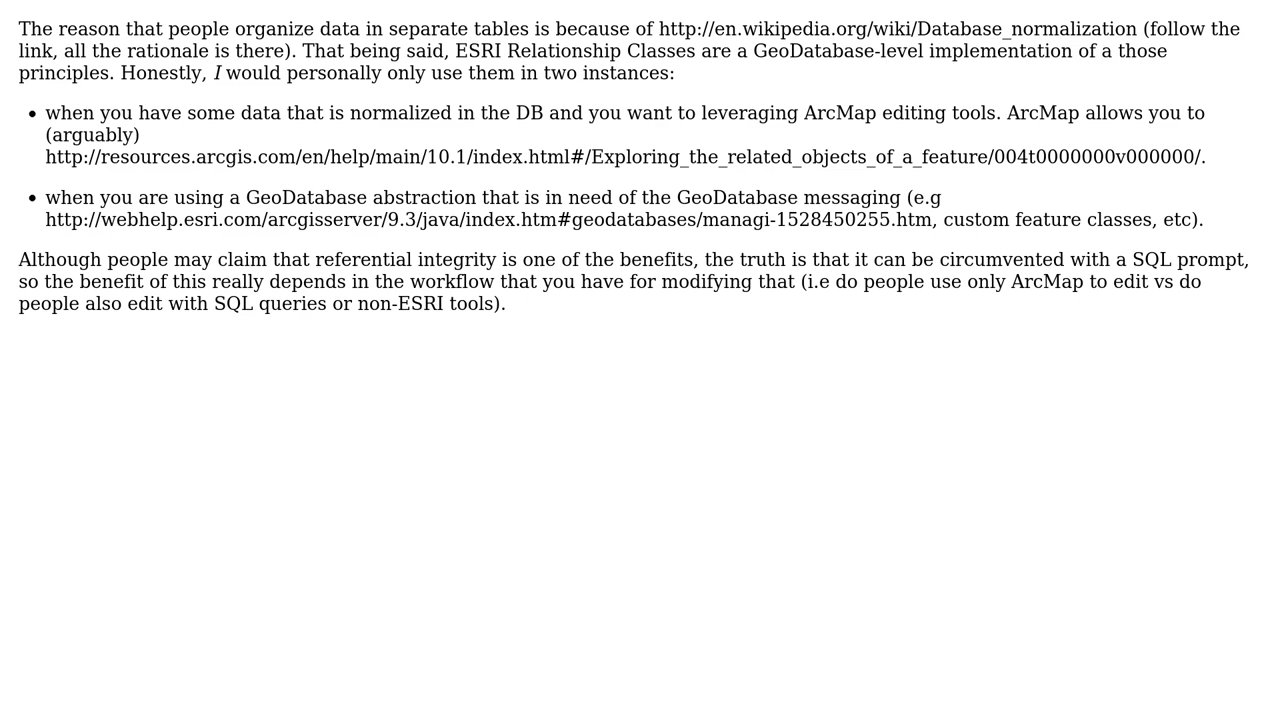 The reason that people organize data in separate tables is because of http://en.wikipedia.org/wiki/Database_normalization (follow the
link, all the rationale is there). That being said, ESRI Relationship Classes are a GeoDatabase-level implementation of a those
principles. Honestly, I would personally only use them in two instances:
• when you have some data that is normalized in the DB and you want to leveraging ArcMap editing tools. ArcMap allows you to
(arguably)
http://resources.arcgis.com/en/help/main/10.1/index.html#/Exploring_the_related_objects_of_a_feature/004t0000000v000000/.
• when you are using a GeoDatabase abstraction that is in need of the GeoDatabase messaging (e.g
http://webhelp.esri.com/arcgisserver/9.3/java/index.htm#geodatabases/managi-1528450255.htm, custom feature classes, etc).
Although people may claim that referential integrity is one of the benefits, the truth is that it can be circumvented with a SQL prompt,
so the benefit of this really depends in the workflow that you have for modifying that (i.e do people use only ArcMap to edit vs do
people also edit with SQL queries or non-ESRI tools).